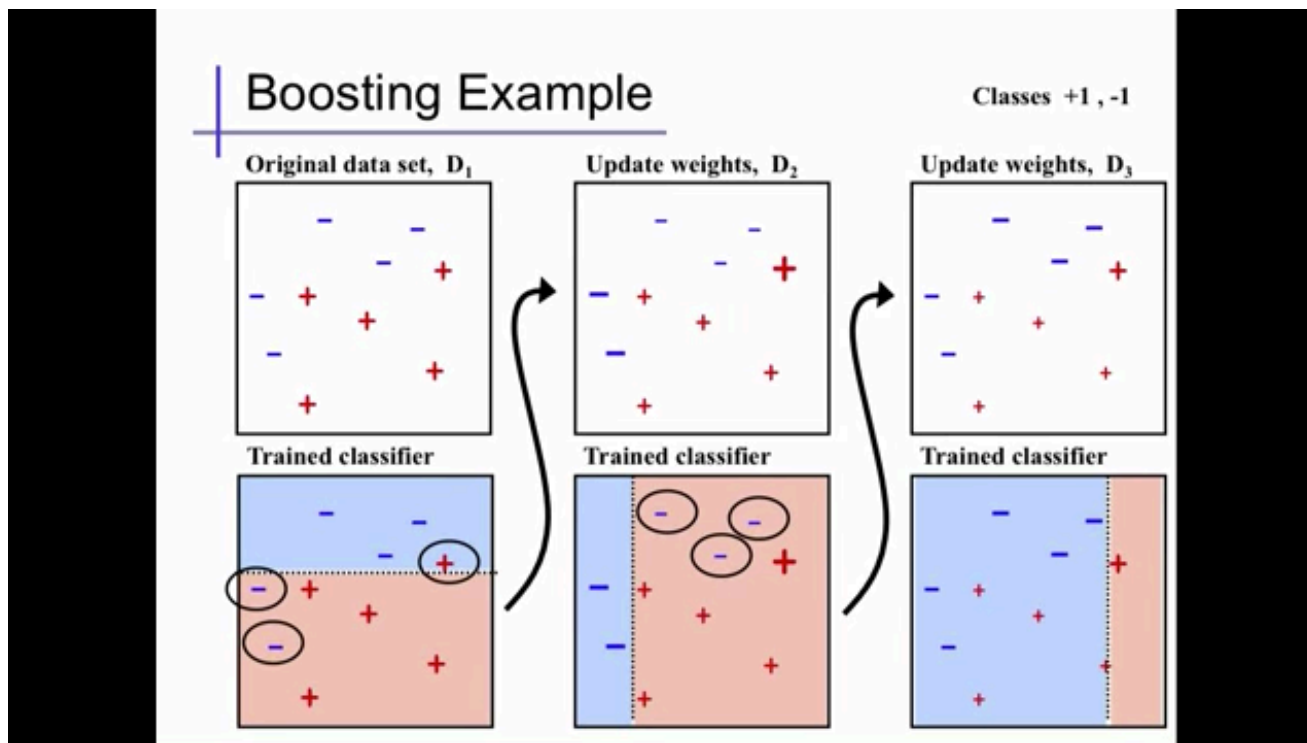 Boosting Example
Classes +1 , -1
Original data set, D₁
Update weights, D₂
Update weights, D₃
Trained classifier
Trained classifier
Trained classifier